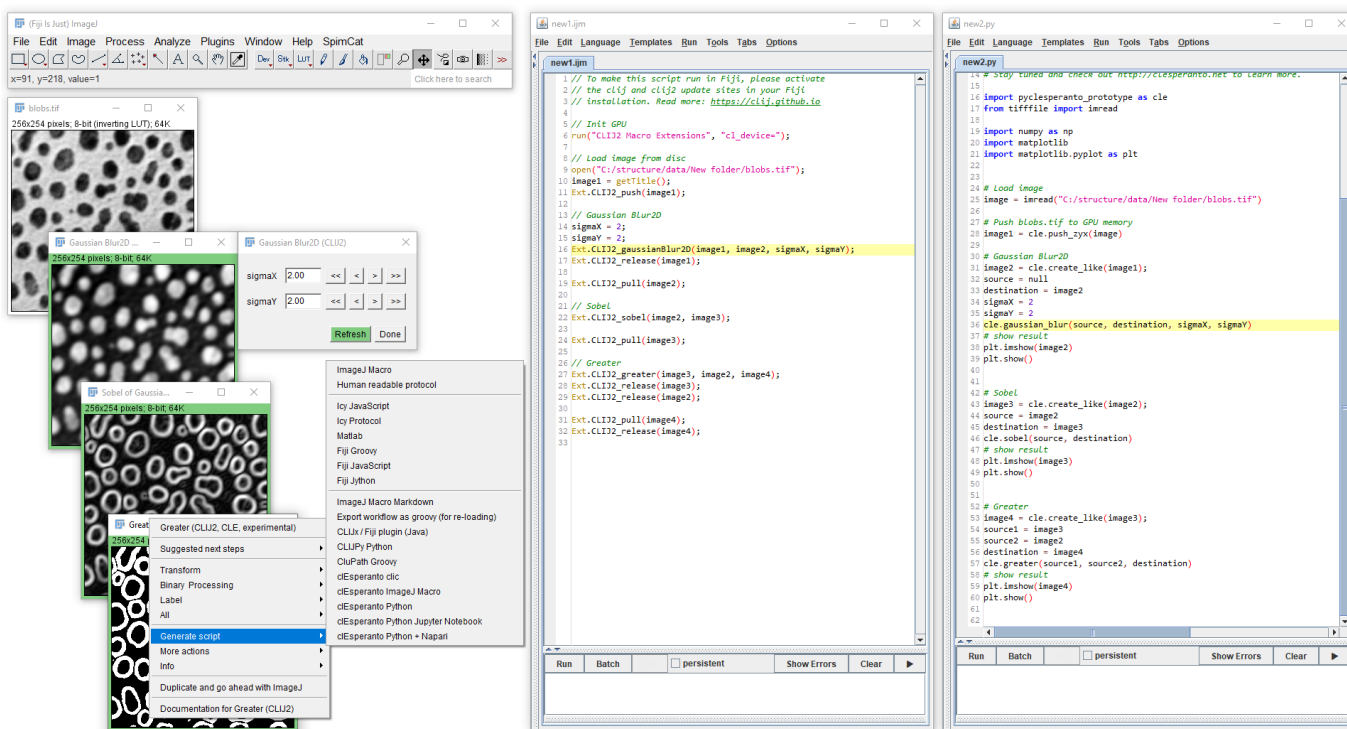 (Fiji Is Just) ImageJ
File Edit Image Process Analyze Plugins Window Help SpimCat
Dev Stk LUT
x=91, y=218, value=1
Click here to search
blobs.tif
256x254 pixels; 8-bit (inverting LUT); 64K
Gaussian Blur2D ...
256x254 pixels; 8-bit; 64K
Gaussian Blur2D (CLIJ2)
sigmaX 2.00 << < > >>
sigmaY 2.00 << < > >>
Refresh Done
Sobel of Gaussia...
256x254 pixels; 8-bit; 64K
Great
256x254 p
Greater (CLIJ2, CLE, experimental)
Suggested next steps
Transform
Binary Processing
Label
All
Generate script
More actions
Info
Duplicate and go ahead with ImageJ
Documentation for Greater (CLIJ2)
ImageJ Macro
Human readable protocol
Icy JavaScript
Icy Protocol
Matlab
Fiji Groovy
Fiji JavaScript
Fiji Jython
ImageJ Macro Markdown
Export workflow as groovy (for re-loading)
CLIJx / Fiji plugin (Java)
CLIJPy Python
CluPath Groovy
clEsperanto clic
clEsperanto ImageJ Macro
clEsperanto Python
clEsperanto Python Jupyter Notebook
clEsperanto Python + Napari
new1.ijm
File Edit Language Templates Run Tools Tabs Options
new1.ijm
1 // To make this script run in Fiji, please activate
2 // the clij and clij2 update sites in your Fiji
3 // installation. Read more: https://clij.github.io
4
5 // Init GPU
6 run("CLIJ2 Macro Extensions", "cl_device=");
7
8 // Load image from disc
9 open("C:/structure/data/New folder/blobs.tif");
10 image1 = getTitle();
11 Ext.CLIJ2_push(image1);
12
13 // Gaussian Blur2D
14 sigmaX = 2;
15 sigmaY = 2;
16 Ext.CLIJ2_gaussianBlur2D(image1, image2, sigmaX, sigmaY);
17 Ext.CLIJ2_release(image1);
18
19 Ext.CLIJ2_pull(image2);
20
21 // Sobel
22 Ext.CLIJ2_sobel(image2, image3);
23
24 Ext.CLIJ2_pull(image3);
25
26 // Greater
27 Ext.CLIJ2_greater(image3, image2, image4);
28 Ext.CLIJ2_release(image3);
29 Ext.CLIJ2_release(image2);
30
31 Ext.CLIJ2_pull(image4);
32 Ext.CLIJ2_release(image4);
33
Run Batch persistent Show Errors Clear
new2.py
File Edit Language Templates Run Tools Tabs Options
new2.py
14 # Stay tuned and check out http://clesperanto.net to learn more.
15
16 import pyclesperanto_prototype as cle
17 from tifffile import imread
18
19 import numpy as np
20 import matplotlib
21 import matplotlib.pyplot as plt
22
23
24 # Load image
25 image = imread("C:/structure/data/New folder/blobs.tif")
26
27 # Push blobs.tif to GPU memory
28 image1 = cle.push_zyx(image)
29
30 # Gaussian Blur2D
31 image2 = cle.create_like(image1);
32 source = null
33 destination = image2
34 sigmaX = 2
35 sigmaY = 2
36 cle.gaussian_blur(source, destination, sigmaX, sigmaY)
37 # show result
38 plt.imshow(image2)
39 plt.show()
40
41
42 # Sobel
43 image3 = cle.create_like(image2);
44 source = image2
45 destination = image3
46 cle.sobel(source, destination)
47 # show result
48 plt.imshow(image3)
49 plt.show()
50
51
52 # Greater
53 image4 = cle.create_like(image3);
54 source1 = image3
55 source2 = image2
56 destination = image4
57 cle.greater(source1, source2, destination)
58 # show result
59 plt.imshow(image4)
60 plt.show()
61
62
Run Batch persistent Show Errors Clear